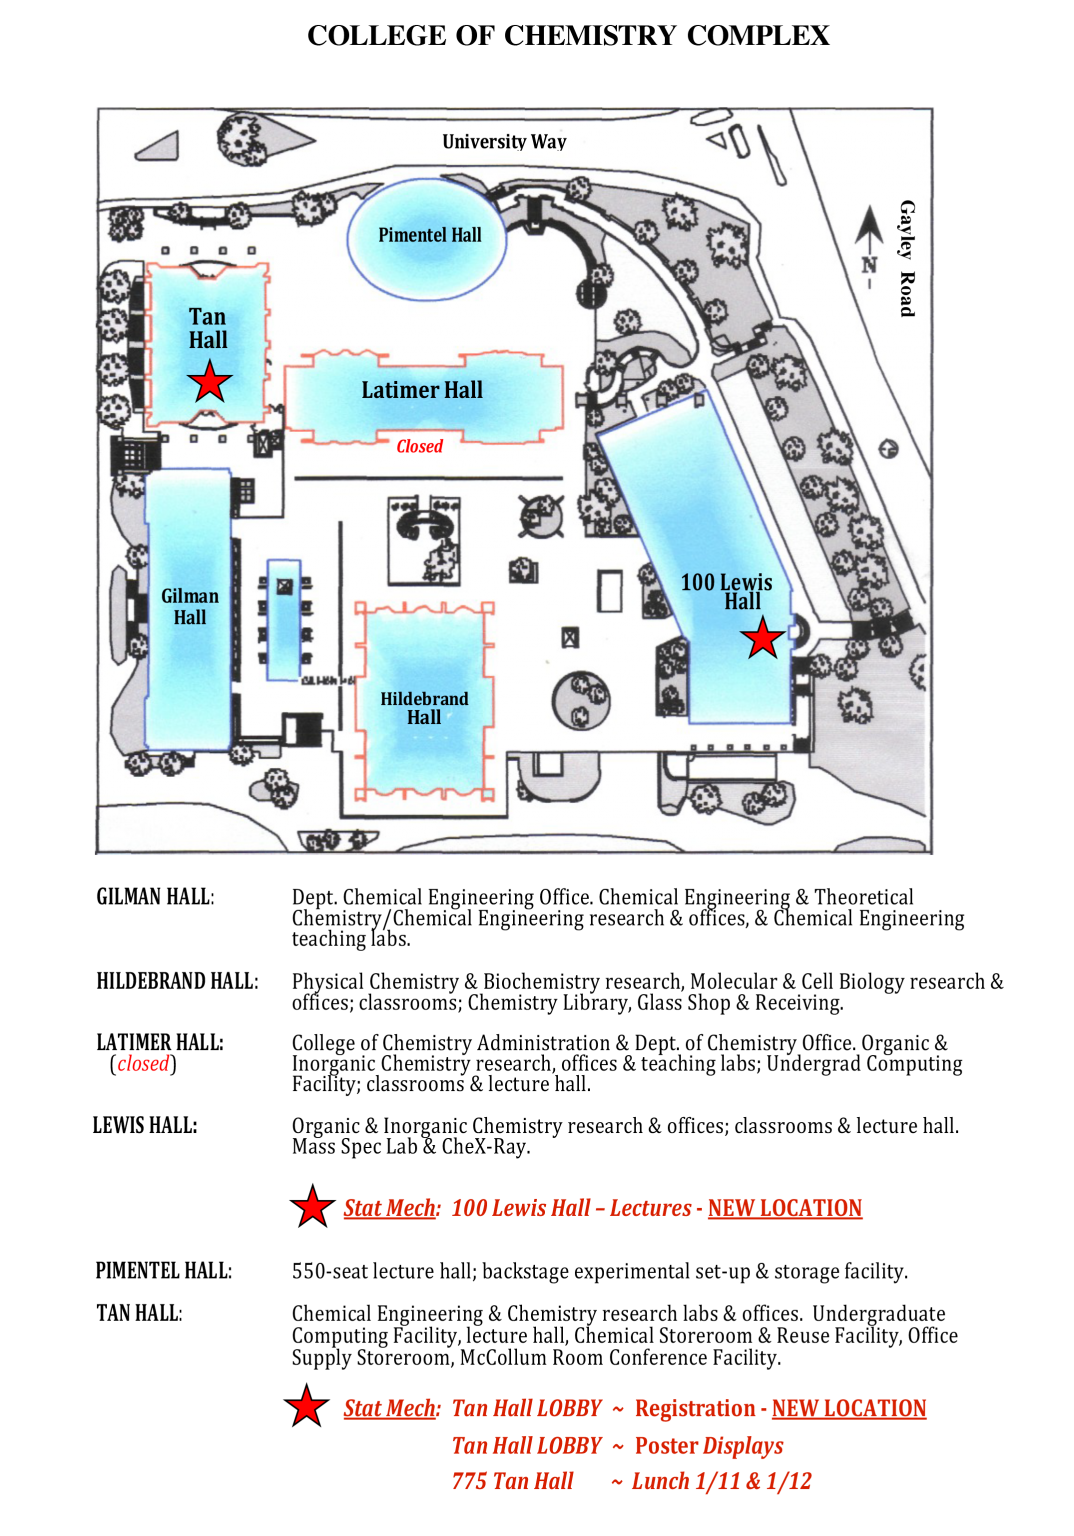 COLLEGE OF CHEMISTRY COMPLEX
University Way
Gayley Road
N
Pimentel Hall
Tan
Hall
Latimer Hall
Closed
100 Lewis
Hall
Gilman
Hall
Hildebrand
Hall
GILMAN HALL: Dept. Chemical Engineering Office. Chemical Engineering & Theoretical
Chemistry/Chemical Engineering research & offices, & Chemical Engineering
teaching labs.
HILDEBRAND HALL: Physical Chemistry & Biochemistry research, Molecular & Cell Biology research &
offices; classrooms; Chemistry Library, Glass Shop & Receiving.
LATIMER HALL: College of Chemistry Administration & Dept. of Chemistry Office. Organic &
(closed) Inorganic Chemistry research, offices & teaching labs; Undergrad Computing
Facility; classrooms & lecture hall.
LEWIS HALL: Organic & Inorganic Chemistry research & offices; classrooms & lecture hall.
Mass Spec Lab & CheX-Ray.
Stat Mech: 100 Lewis Hall – Lectures - NEW LOCATION
PIMENTEL HALL: 550-seat lecture hall; backstage experimental set-up & storage facility.
TAN HALL: Chemical Engineering & Chemistry research labs & offices. Undergraduate
Computing Facility, lecture hall, Chemical Storeroom & Reuse Facility, Office
Supply Storeroom, McCollum Room Conference Facility.
Stat Mech: Tan Hall LOBBY ~ Registration - NEW LOCATION
Tan Hall LOBBY ~ Poster Displays
775 Tan Hall ~ Lunch 1/11 & 1/12